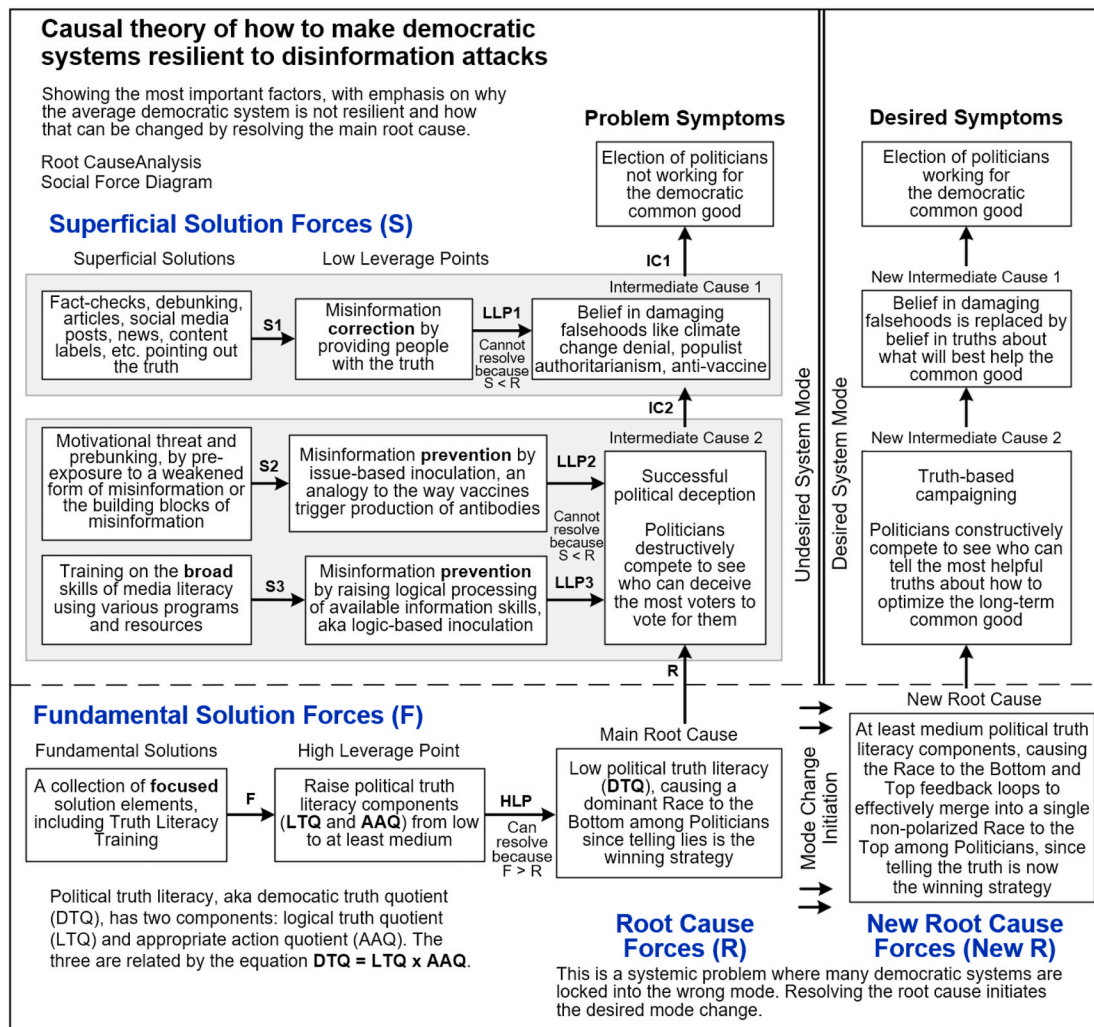 Causal theory of how to make democratic
systems resilient to disinformation attacks
Showing the most important factors, with emphasis on why
the average democratic system is not resilient and how
that can be changed by resolving the main root cause.
Root CauseAnalysis
Social Force Diagram
Problem Symptoms
Election of politicians
not working for
the democratic
common good
Desired Symptoms
Election of politicians
working for
the democratic
common good
Superficial Solution Forces (S)
Superficial Solutions
Low Leverage Points
IC1
Intermediate Cause 1
New Intermediate Cause 1
Fact-checks, debunking,
articles, social media
posts, news, content
labels, etc. pointing out
the truth
S1
Misinformation
correction by
providing people
with the truth
LLP1
Cannot
resolve
because
S < R
Belief in damaging
falsehoods like climate
change denial, populist
authoritarianism, anti-vaccine
Belief in damaging
falsehoods is replaced by
belief in truths about
what will best help the
common good
IC2
Intermediate Cause 2
New Intermediate Cause 2
Motivational threat and
prebunking, by pre-
exposure to a weakened
form of misinformation or
the building blocks of
misinformation
S2
Misinformation prevention by
issue-based inoculation, an
analogy to the way vaccines
trigger production of antibodies
LLP2
Cannot
resolve
because
S < R
Training on the broad
skills of media literacy
using various programs
and resources
S3
Misinformation prevention
by raising logical processing
of available information skills,
aka logic-based inoculation
LLP3
Successful
political deception
Politicians
destructively
compete to see
who can deceive
the most voters to
vote for them
Undesired System Mode
Desired System Mode
Truth-based
campaigning
Politicians constructively
compete to see who can
tell the most helpful
truths about how to
optimize the long-term
common good
R
Fundamental Solution Forces (F)
Fundamental Solutions
High Leverage Point
Main Root Cause
New Root Cause
A collection of focused
solution elements,
including Truth Literacy
Training
F
Raise political truth
literacy components
(LTQ and AAQ) from low
to at least medium
HLP
Can
resolve
because
F > R
Low political truth literacy
(DTQ), causing a
dominant Race to the
Bottom among Politicians
since telling lies is the
winning strategy
Mode Change
Initiation
At least medium political truth
literacy components, causing
the Race to the Bottom and
Top feedback loops to
effectively merge into a single
non-polarized Race to the
Top among Politicians, since
telling the truth is now
the winning strategy
Political truth literacy, aka democatic truth quotient
(DTQ), has two components: logical truth quotient
(LTQ) and appropriate action quotient (AAQ). The
three are related by the equation DTQ = LTQ x AAQ.
Root Cause
Forces (R)
New Root Cause
Forces (New R)
This is a systemic problem where many democratic systems are
locked into the wrong mode. Resolving the root cause initiates
the desired mode change.